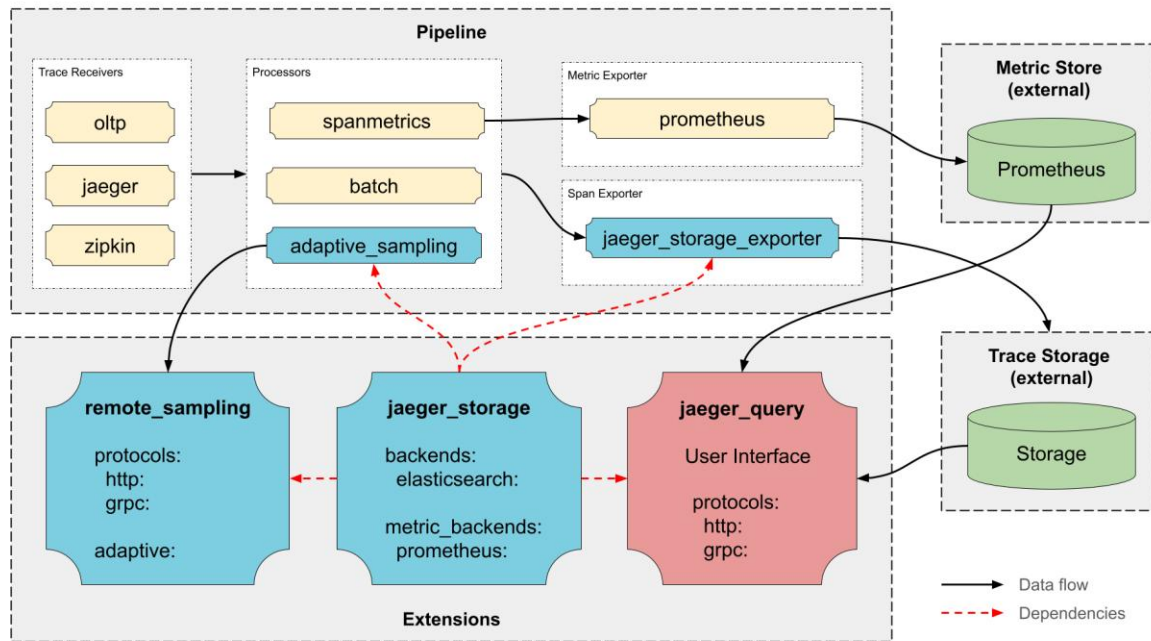 Pipeline
Trace Receivers
oltp
jaeger
zipkin
Processors
spanmetrics
batch
adaptive_sampling
Metric Exporter
prometheus
Span Exporter
jaeger_storage_exporter
Metric Store
(external)
Prometheus
Trace Storage
(external)
Storage
remote_sampling
protocols:
http:
grpc:
adaptive:
jaeger_storage
backends:
elasticsearch:
metric_backends:
prometheus:
jaeger_query
User Interface
protocols:
http:
grpc:
Extensions
Data flow
Dependencies